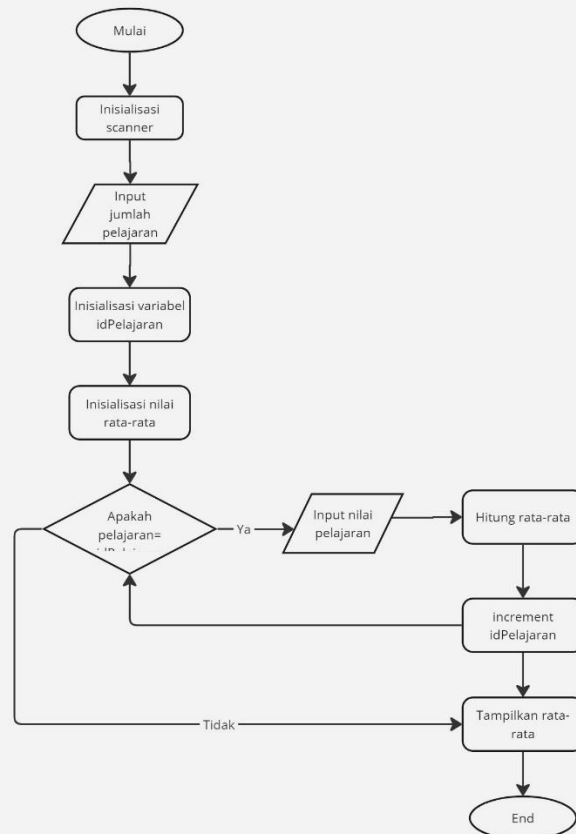 Mulai
Inisialisasi
scanner
Input
jumlah
pelajaran
Inisialisasi variabel
idPelajaran
Inisialisasi nilai
rata-rata
Apakah
pelajaran=
Ya
Input nilai
pelajaran
Hitung rata-rata
increment
idPelajaran
Tidak
Tampilkan rata-
rata
End